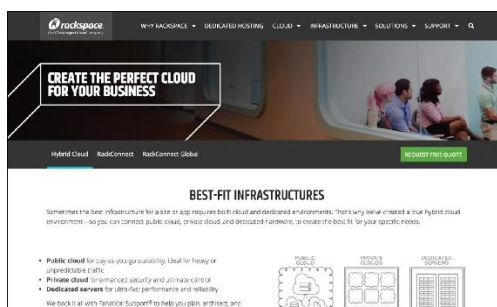 rackspace
WHY RACKSPACE DEDICATED HOSTING CLOUD INFRASTRUCTURE SOLUTIONS SUPPORT
CREATE THE PERFECT CLOUD
FOR YOUR BUSINESS
Hybrid Cloud RackConnect RackConnect Global
REQUEST FREE QUOTE
BEST-FIT INFRASTRUCTURES
Sometimes the best infrastructure for a site or app requires both cloud and dedicated environments. That's why we've created a true hybrid cloud
environment—so you can connect public cloud, private cloud, and dedicated hardware, to create the best fit for your specific needs.
• Public cloud for pay-as-you-go scalability, ideal for heavy or
unpredictable traffic
• Private cloud for enhanced security and ultimate control
• Dedicated servers for ultra-fast performance and reliability
We back it all with Fanatical Support® to help you plan, architect, and
PUBLIC
CLOUD
PRIVATE
CLOUDS
DEDICATED
SERVERS